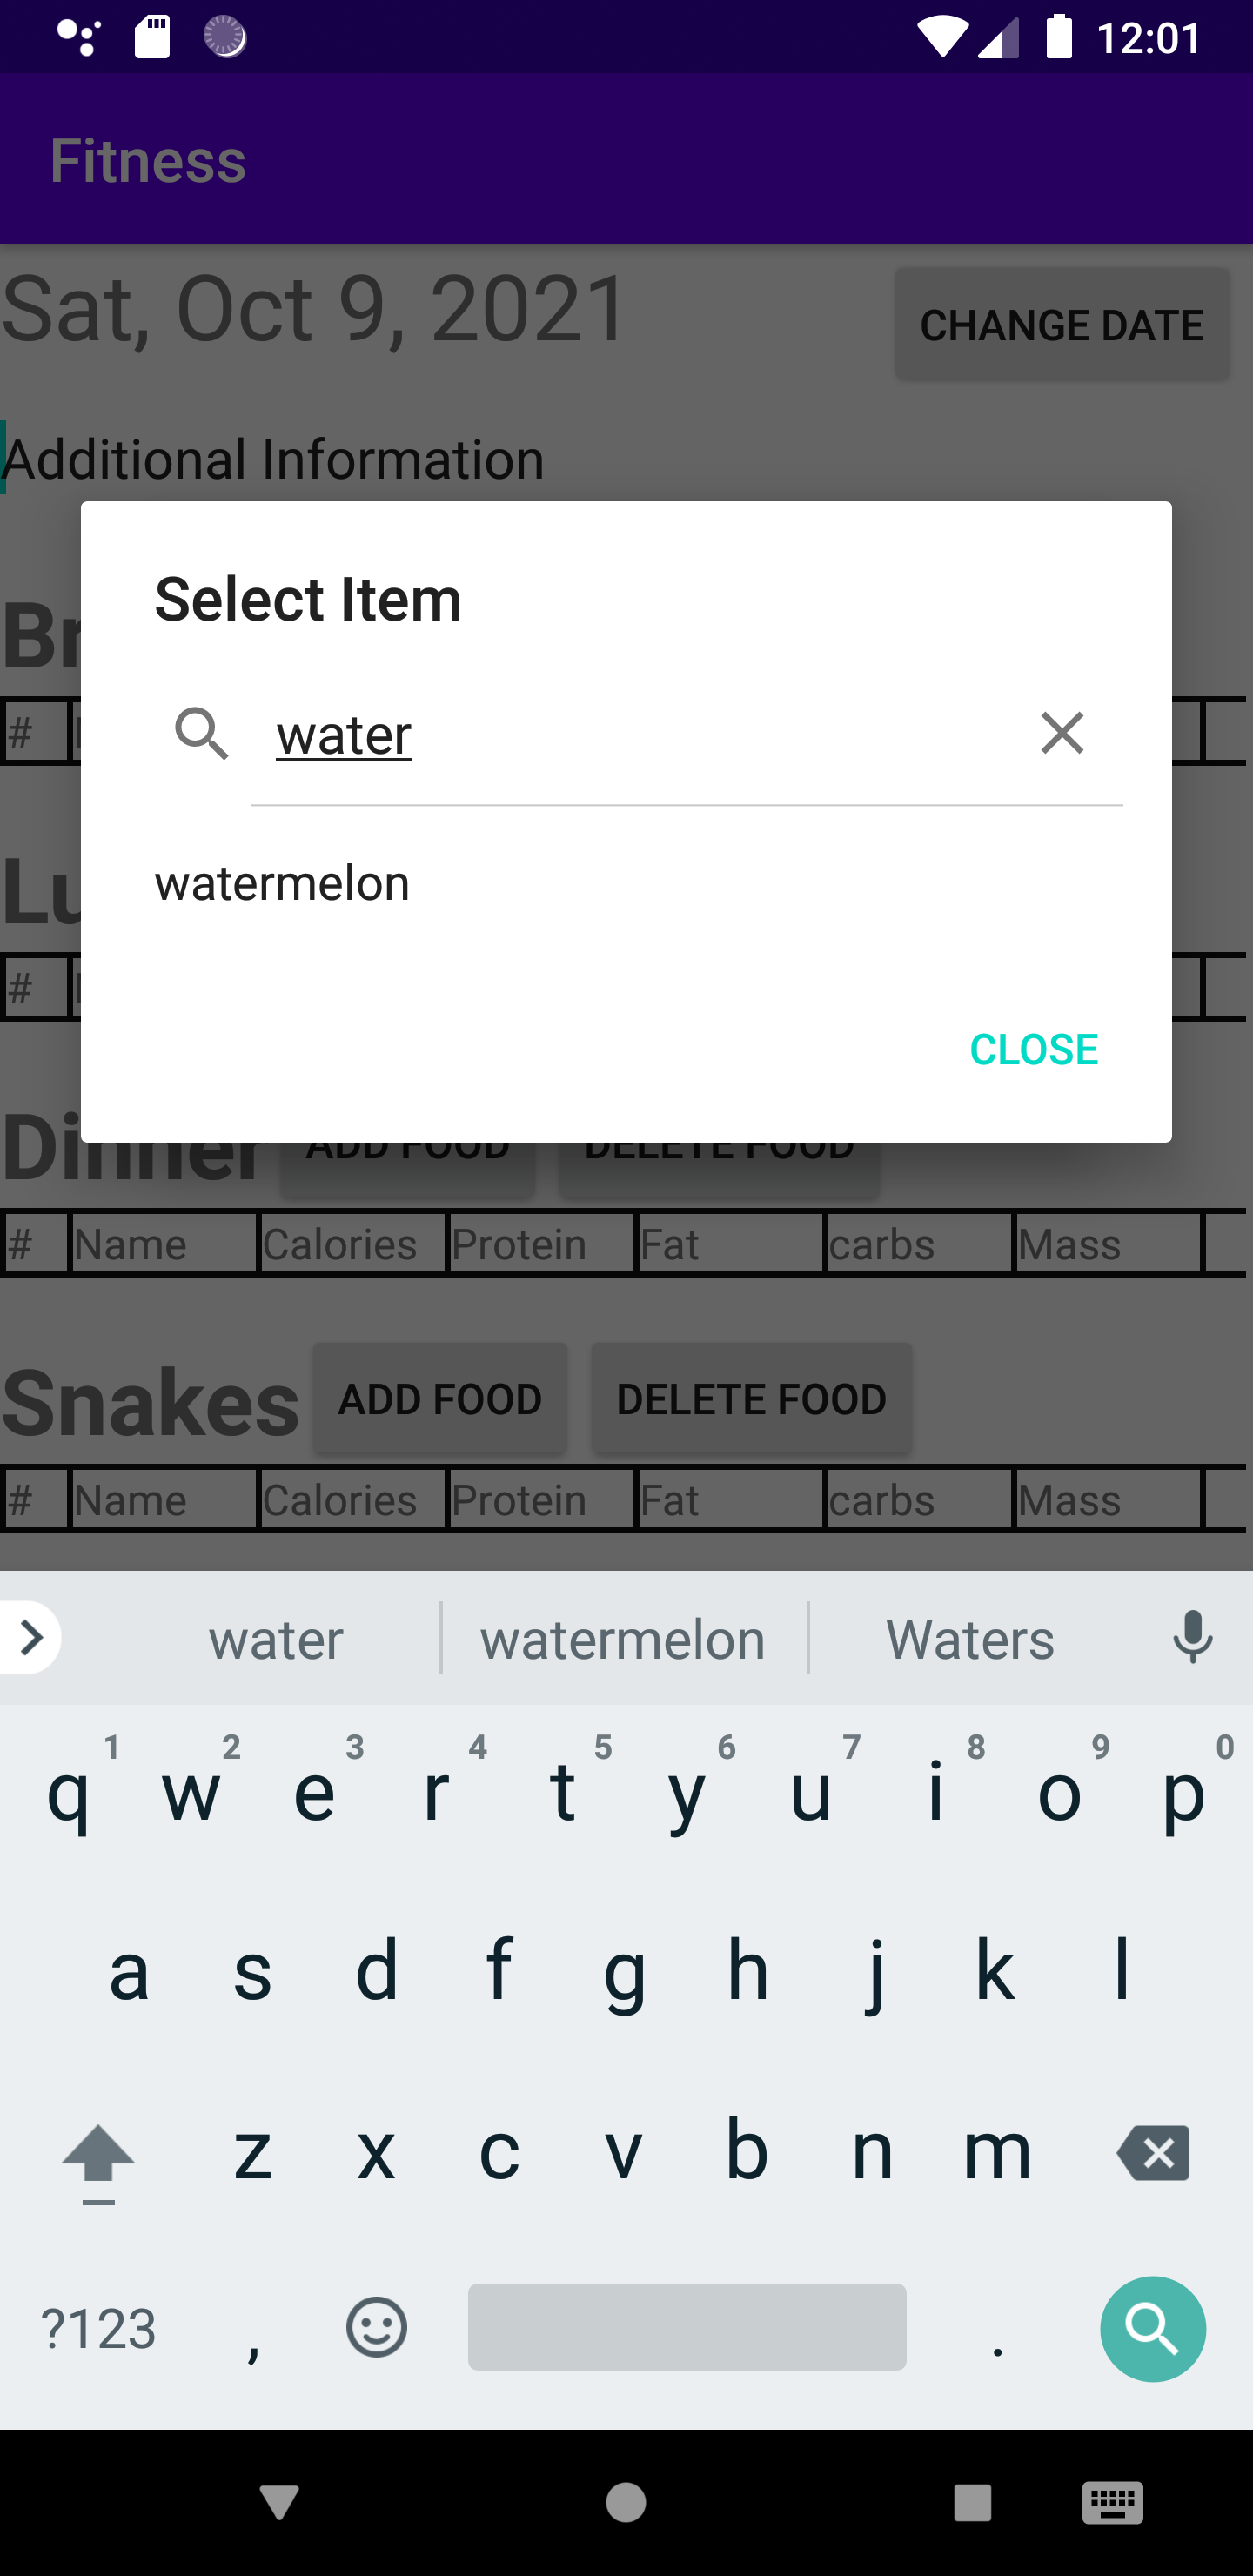 12:01
Fitness
Sat, Oct 9, 2021 CHANGE DATE
Additional Information
Select Item
water
watermelon
CLOSE
#
#
Dinner ADD FOOD DELETE FOOD
# Name Calories Protein Fat carbs Mass
Snakes ADD FOOD DELETE FOOD
# Name Calories Protein Fat carbs Mass
water watermelon Waters
1 2 3 4 5 6 7 8 9 0
q w e r t y u i o p
a s d f g h j k l
z x c v b n m
?123 , .